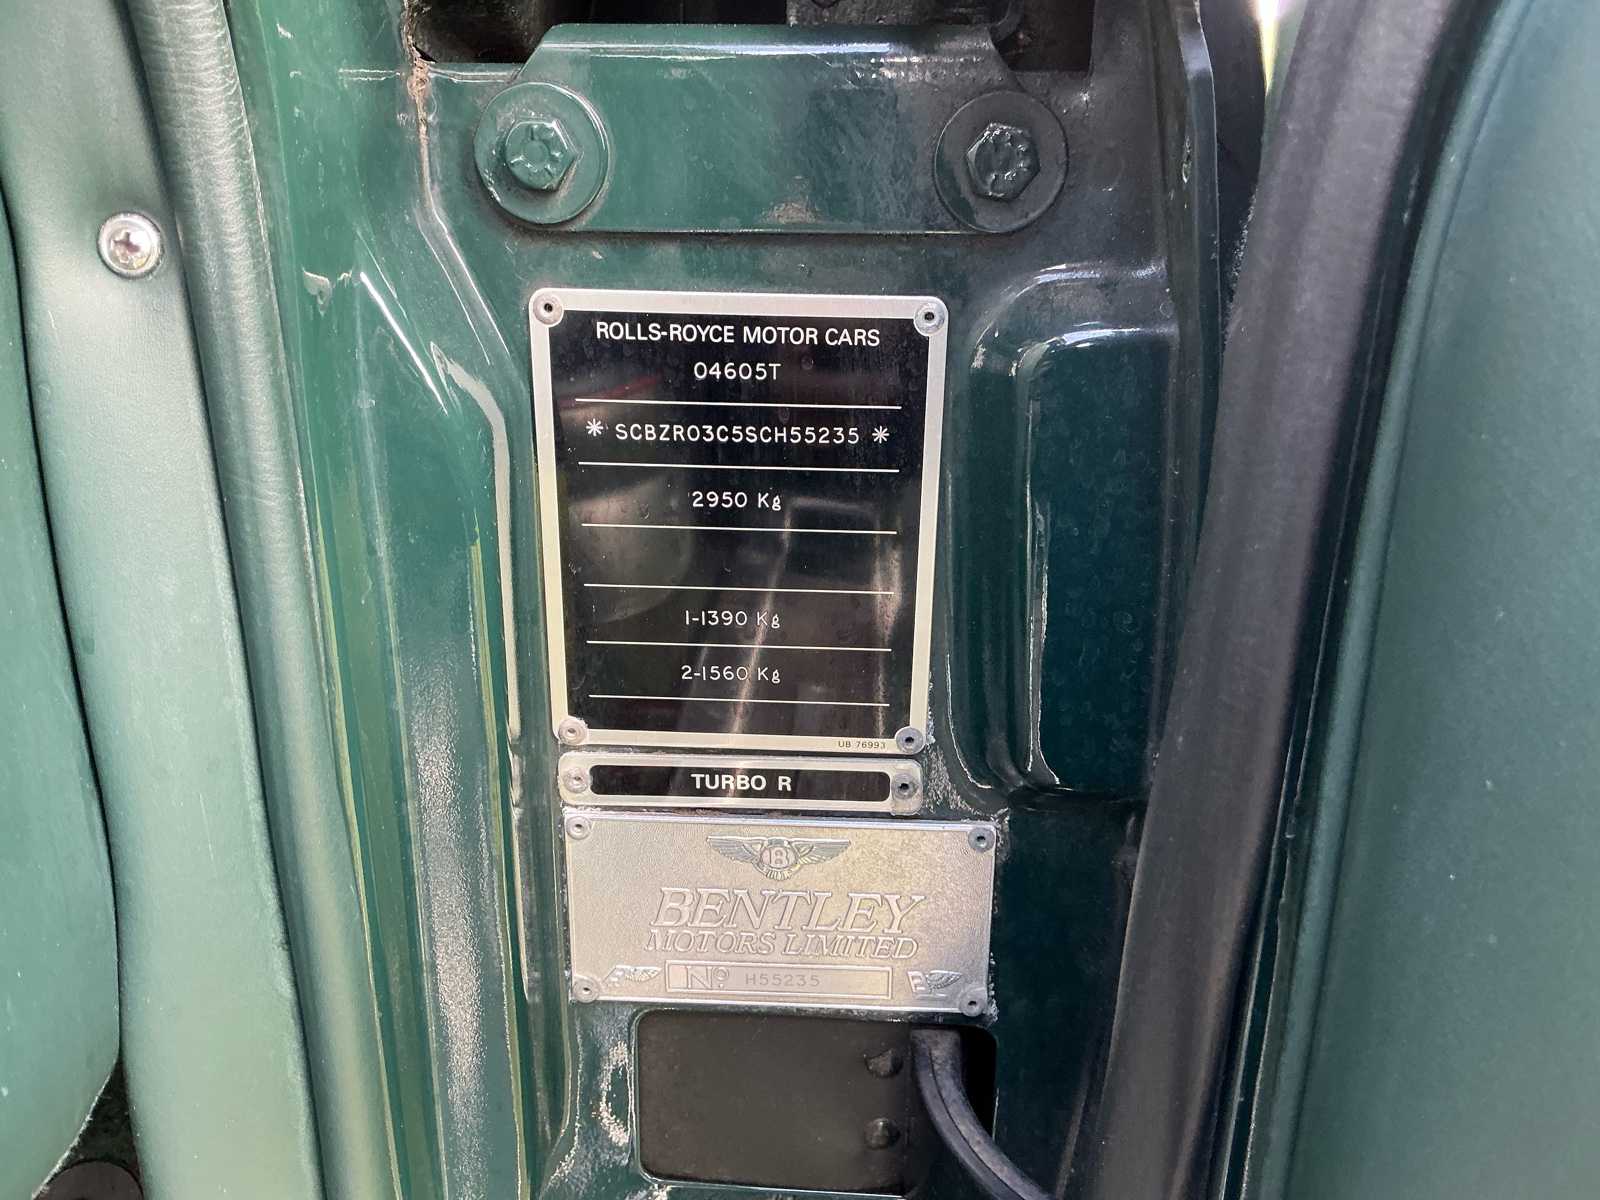 ROLLS-ROYCE MOTOR CARS
04605T
* SCBZR03C5SCH55235 *
2950 Kg
1-1390 Kg
2-1560 Kg
UB 76993
TURBO R
B
BENTLEY
MOTORS LIMITED
Nº. H55235